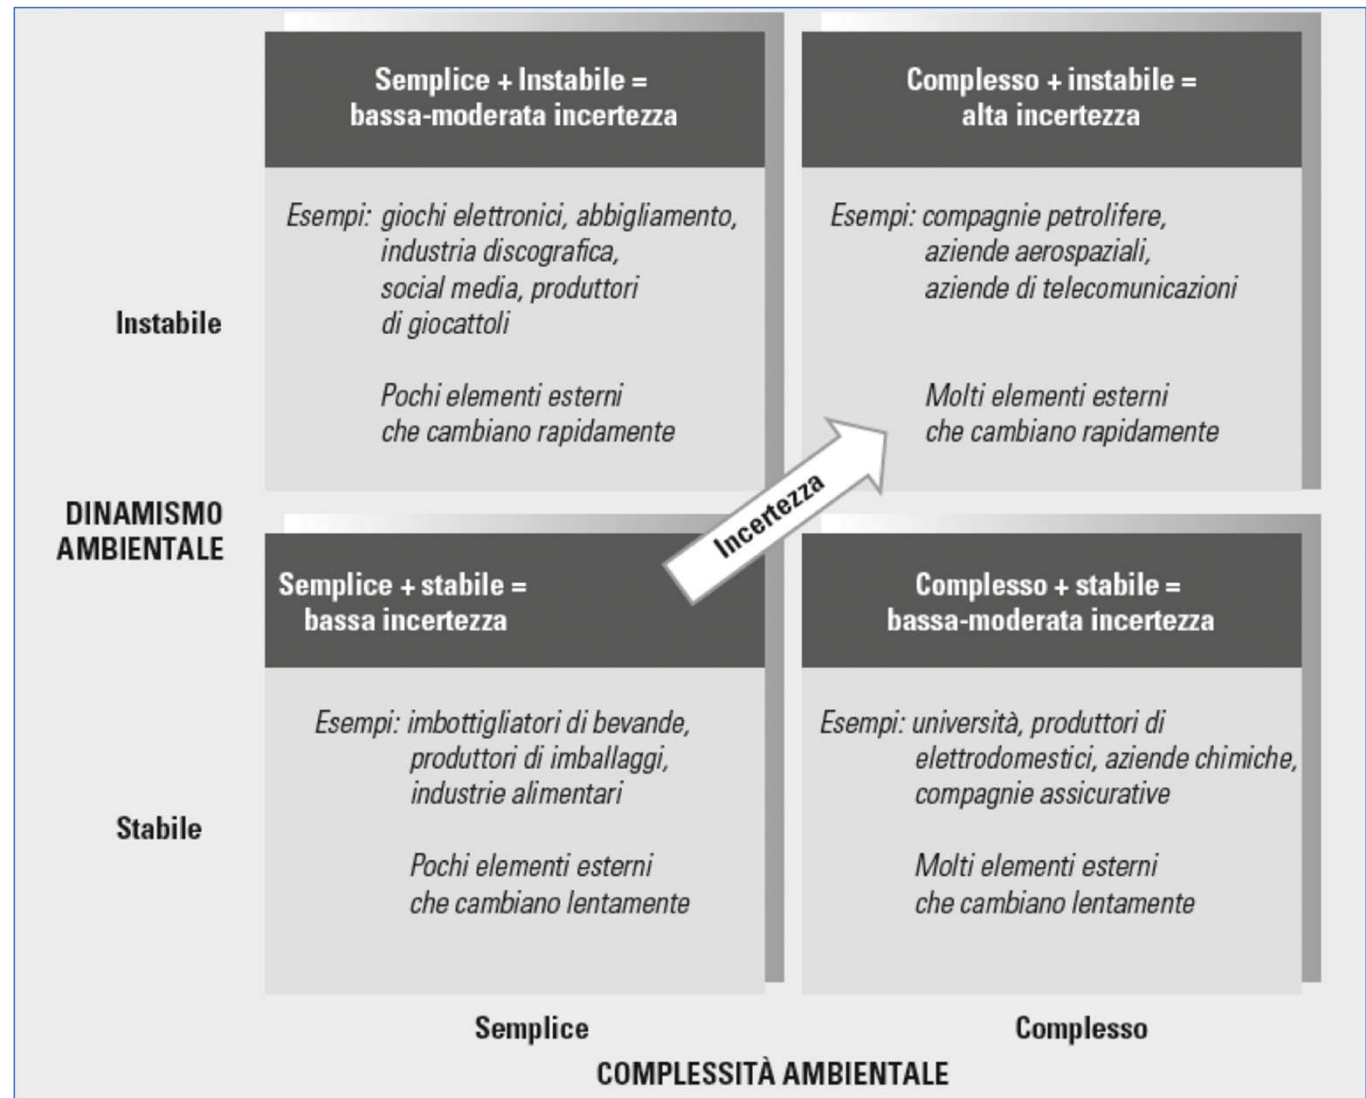 Semplice + Instabile =
bassa-moderata incertezza
Esempi: giochi elettronici, abbigliamento,
industria discografica,
social media, produttori
di giocattoli
Pochi elementi esterni
che cambiano rapidamente
Complesso + instabile =
alta incertezza
Esempi: compagnie petrolifere,
aziende aerospaziali,
aziende di telecomunicazioni
Molti elementi esterni
che cambiano rapidamente
Instabile
DINAMISMO
AMBIENTALE
Incertezza
Semplice + stabile =
bassa incertezza
Esempi: imbottigliatori di bevande,
produttori di imballaggi,
industrie alimentari
Pochi elementi esterni
che cambiano lentamente
Complesso + stabile =
bassa-moderata incertezza
Esempi: università, produttori di
elettrodomestici, aziende chimiche,
compagnie assicurative
Molti elementi esterni
che cambiano lentamente
Stabile
Semplice
Complesso
COMPLESSITÀ AMBIENTALE